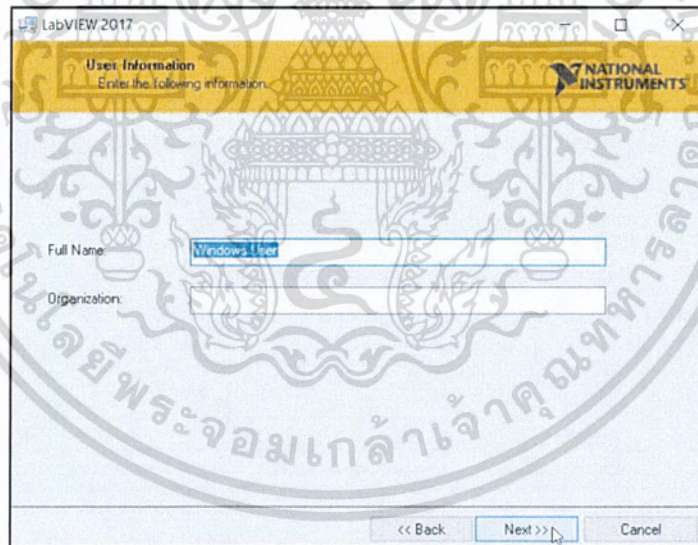 LabVIEW 2017
User Information
Enter the following information.
NATIONAL
INSTRUMENTS
Full Name:
Windows User
Organization:
พระจอมเกล้าเจ้าคุณทหารลาด
<< Back
Next >>
Cancel